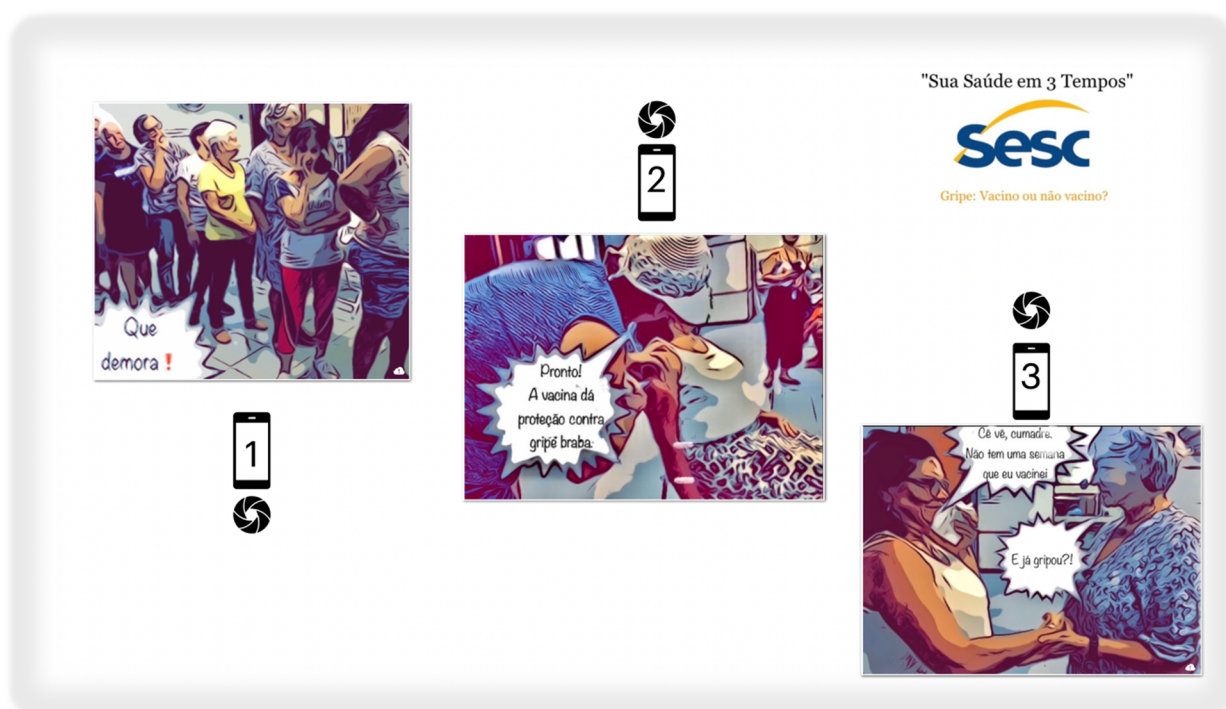 "Sua Saúde em 3 Tempos"
Sesc
Gripe: Vacino ou não vacino?
Que
demora !
1
2
Pronto!
A vacina dá
proteção contra
gripe braba.
3
Cê vê, cumadre.
Não tem uma semana
que eu vacinei
E já gripou?!